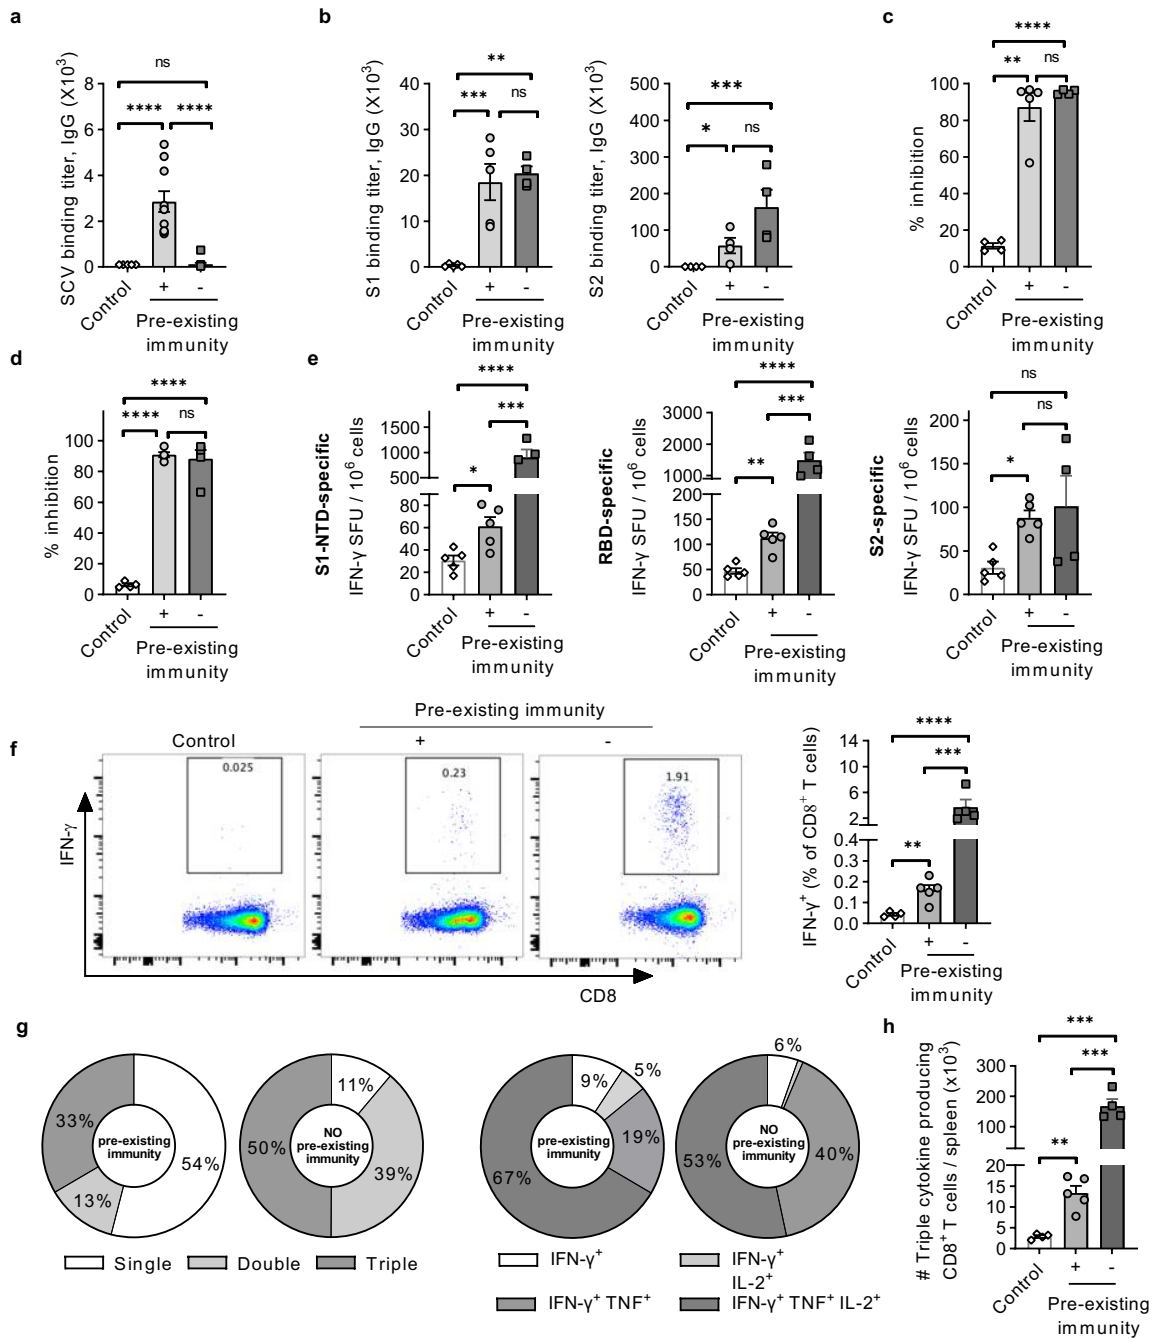 a
SCV binding titer, IgG (X10³)
8
6
4
2
0
ns
**** ****
Control
+ -
Pre-existing
immunity
b
S1 binding titer, IgG (X10³)
40
30
20
10
0
**
*** ns
Control
+ -
Pre-existing
immunity
S2 binding titer, IgG (X10³)
500
400
300
200
100
0
***
* ns
Control
+ -
Pre-existing
immunity
c
% inhibition
100
80
60
40
20
0
****
** ns
Control
+ -
Pre-existing
immunity
d
% inhibition
100
80
60
40
20
0
****
**** ns
Control
+ -
Pre-existing
immunity
e
S1-NTD-specific
IFN-γ SFU / 10⁶ cells
1500
1000
500
80
60
40
20
0
****
***
*
Control
+ -
Pre-existing
immunity
RBD-specific
IFN-γ SFU / 10⁶ cells
3000
2000
1000
200
150
100
50
0
****
***
**
Control
+ -
Pre-existing
immunity
S2-specific
IFN-γ SFU / 10⁶ cells
200
150
100
50
0
ns
ns
*
Control
+ -
Pre-existing
immunity
f
Pre-existing immunity
Control + -
0.025
0.23
1.91
IFN-γ
CD8
IFN-γ⁺ (% of CD8⁺ T cells)
14
10
6
2
0.4
0.3
0.2
0.1
0.0
****
***
**
Control
+ -
Pre-existing
immunity
g
33%
54%
13%
pre-existing
immunity
11%
50%
39%
NO
pre-existing
immunity
Single Double Triple
9%
5%
19%
67%
pre-existing
immunity
6%
40%
53%
NO
pre-existing
immunity
IFN-γ⁺
IFN-γ⁺
IL-2⁺
IFN-γ⁺ TNF⁺
IFN-γ⁺ TNF⁺ IL-2⁺
h
# Triple cytokine producing
CD8⁺ T cells / spleen (x10³)
300
200
100
20
15
10
5
0
***
***
**
Control
+ -
Pre-existing
immunity